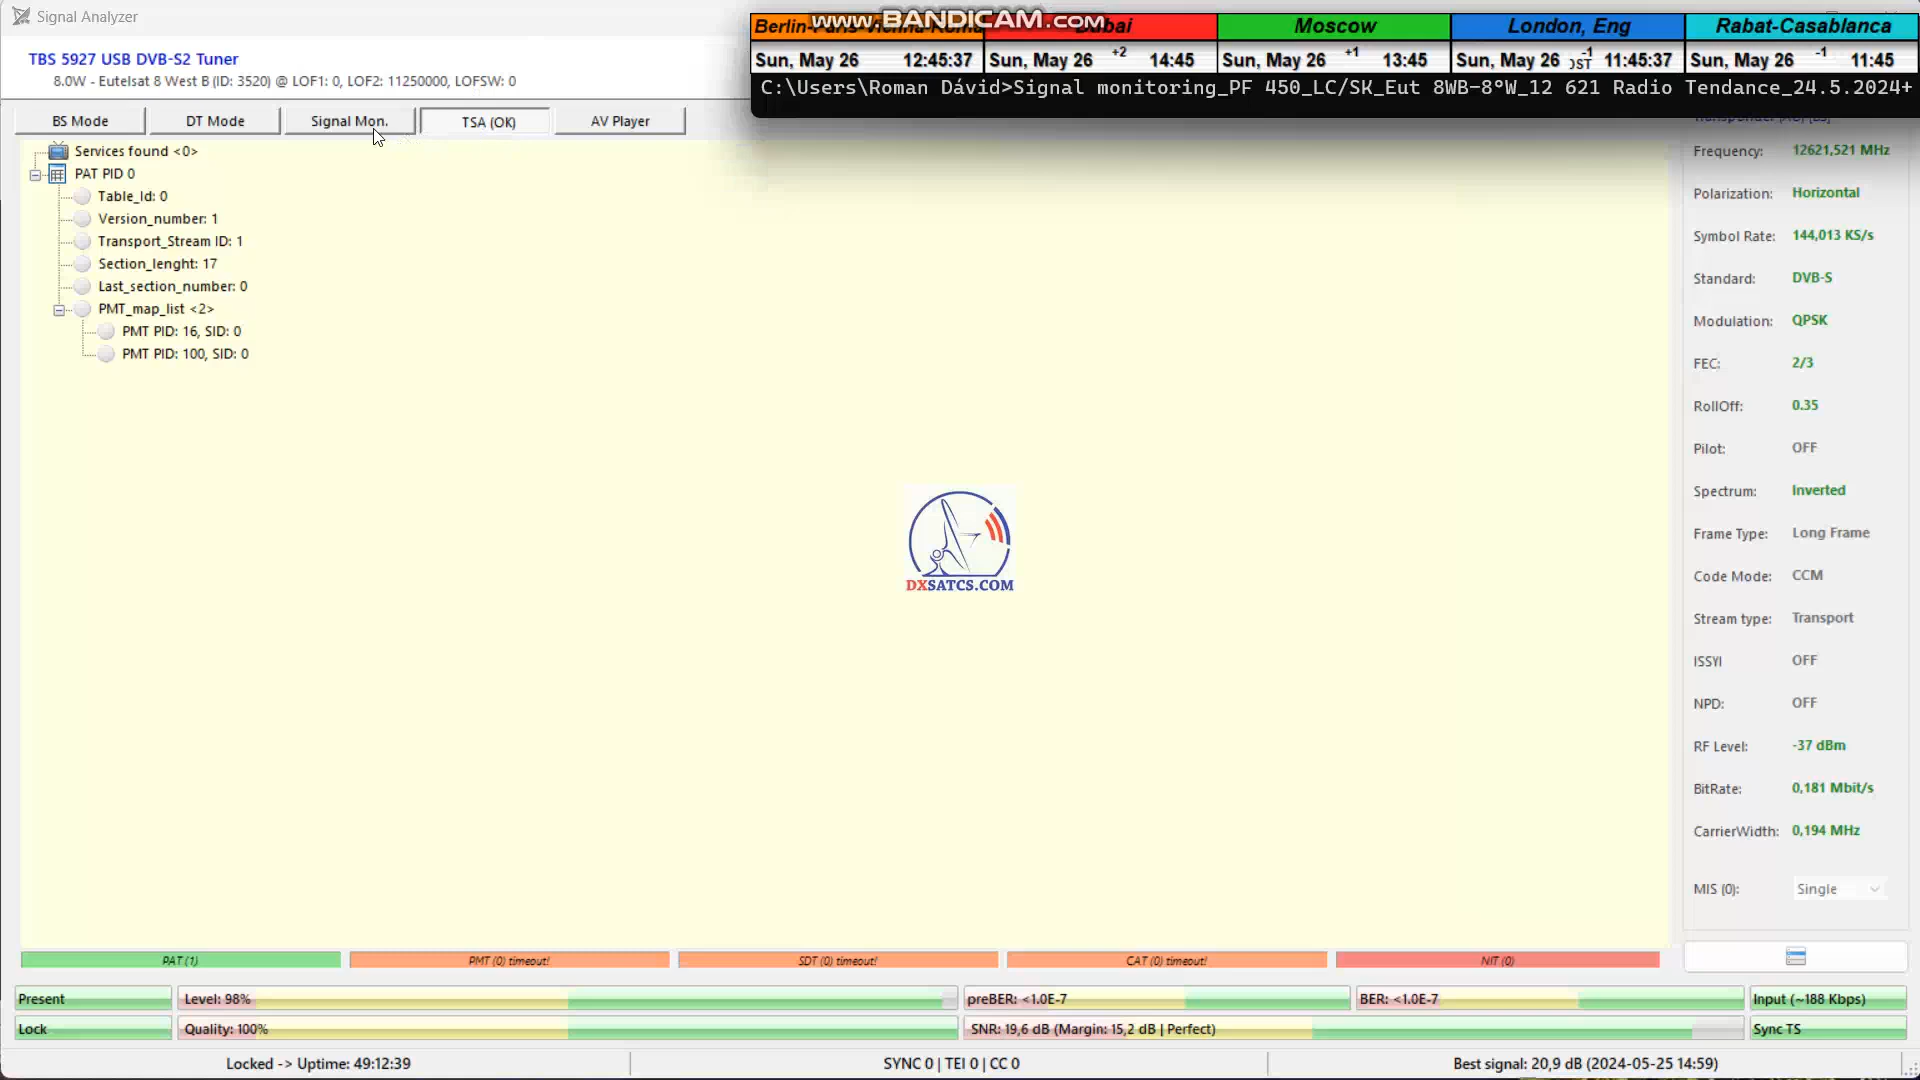 Signal Analyzer
www.BANDICAM.com
Berlin-Paris-Vienna-Roma
Dubai
Moscow
London, Eng
Rabat-Casablanca
Sun, May 26 12:45:37
Sun, May 26 +2 14:45
Sun, May 26 +1 13:45
Sun, May 26 -1 DST 11:45:37
Sun, May 26 -1 11:45
C:\Users\Roman Dávid>Signal monitoring_PF 450_LC/SK_Eut 8WB-8°W_12 621 Radio Tendance_24.5.2024+
TBS 5927 USB DVB-S2 Tuner
8.0W - Eutelsat 8 West B (ID: 3520) @ LOF1: 0, LOF2: 11250000, LOFSW: 0
BS Mode
DT Mode
Signal Mon.
TSA (OK)
AV Player
Services found <0>
PAT PID 0
Table_Id: 0
Version_number: 1
Transport_Stream ID: 1
Section_lenght: 17
Last_section_number: 0
PMT_map_list <2>
PMT PID: 16, SID: 0
PMT PID: 100, SID: 0
DXSATCS.COM
Frequency: 12621,521 MHz
Polarization: Horizontal
Symbol Rate: 144,013 KS/s
Standard: DVB-S
Modulation: QPSK
FEC: 2/3
RollOff: 0.35
Pilot: OFF
Spectrum: Inverted
Frame Type: Long Frame
Code Mode: CCM
Stream type: Transport
ISSYI OFF
NPD: OFF
RF Level: -37 dBm
BitRate: 0,181 Mbit/s
CarrierWidth: 0,194 MHz
MIS (0): Single
PAT (1)
PMT (0) timeout!
SDT (0) timeout!
CAT (0) timeout!
NIT (0)
Present
Level: 98%
preBER: <1.0E-7
BER: <1.0E-7
Input (~188 Kbps)
Lock
Quality: 100%
SNR: 19,6 dB (Margin: 15,2 dB | Perfect)
Sync TS
Locked -> Uptime: 49:12:39
SYNC 0 | TEI 0 | CC 0
Best signal: 20,9 dB (2024-05-25 14:59)